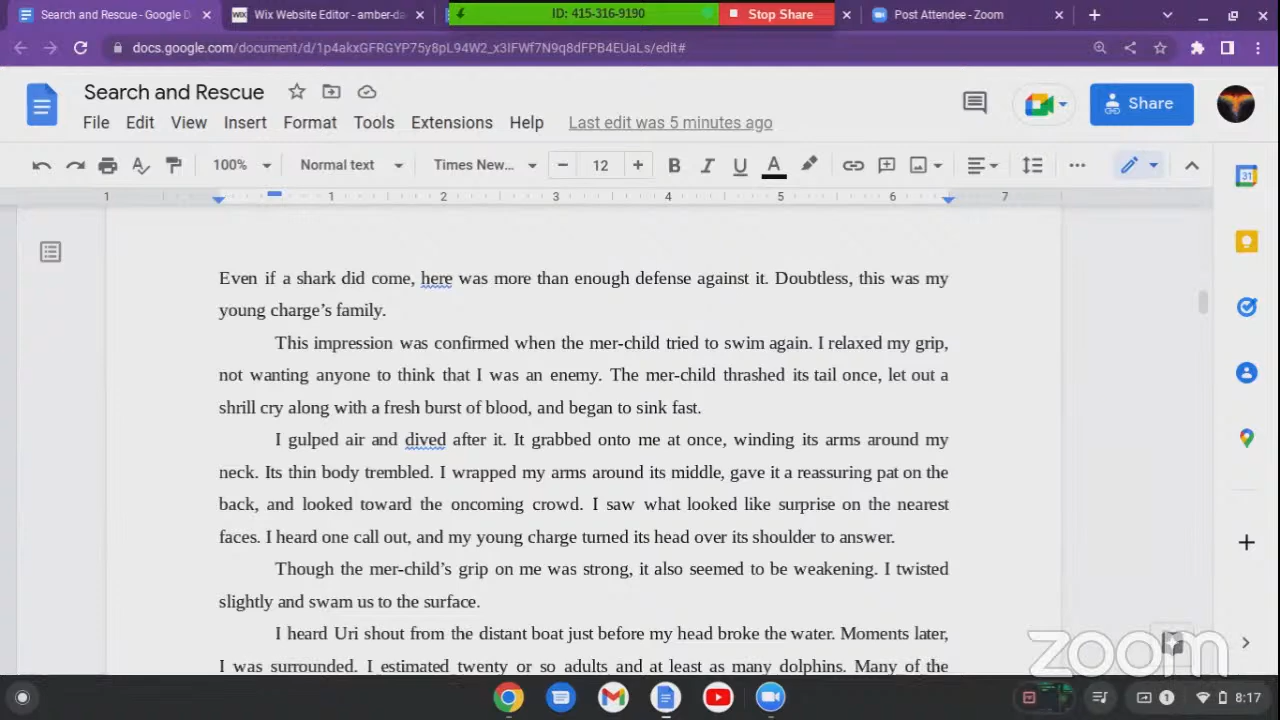 Search and Rescue - Google D
Wix Website Editor - amber-da
ID: 415-316-9190
Stop Share
Post Attendee - Zoom
docs.google.com/document/d/1p4akxGFRGYP75y8pL94W2_x3IFWf7N9q8dFPB4EUaLs/edit#
Search and Rescue
File Edit View Insert Format Tools Extensions Help Last edit was 5 minutes ago
Share
100% Normal text Times New... 12 B I U A
1 1 2 3 4 5 6 7
31
Even if a shark did come, here was more than enough defense against it. Doubtless, this was my
young charge’s family.
This impression was confirmed when the mer-child tried to swim again. I relaxed my grip,
not wanting anyone to think that I was an enemy. The mer-child thrashed its tail once, let out a
shrill cry along with a fresh burst of blood, and began to sink fast.
I gulped air and dived after it. It grabbed onto me at once, winding its arms around my
neck. Its thin body trembled. I wrapped my arms around its middle, gave it a reassuring pat on the
back, and looked toward the oncoming crowd. I saw what looked like surprise on the nearest
faces. I heard one call out, and my young charge turned its head over its shoulder to answer.
Though the mer-child’s grip on me was strong, it also seemed to be weakening. I twisted
slightly and swam us to the surface.
I heard Uri shout from the distant boat just before my head broke the water. Moments later,
I was surrounded. I estimated twenty or so adults and at least as many dolphins. Many of the
zoom
1
8:17